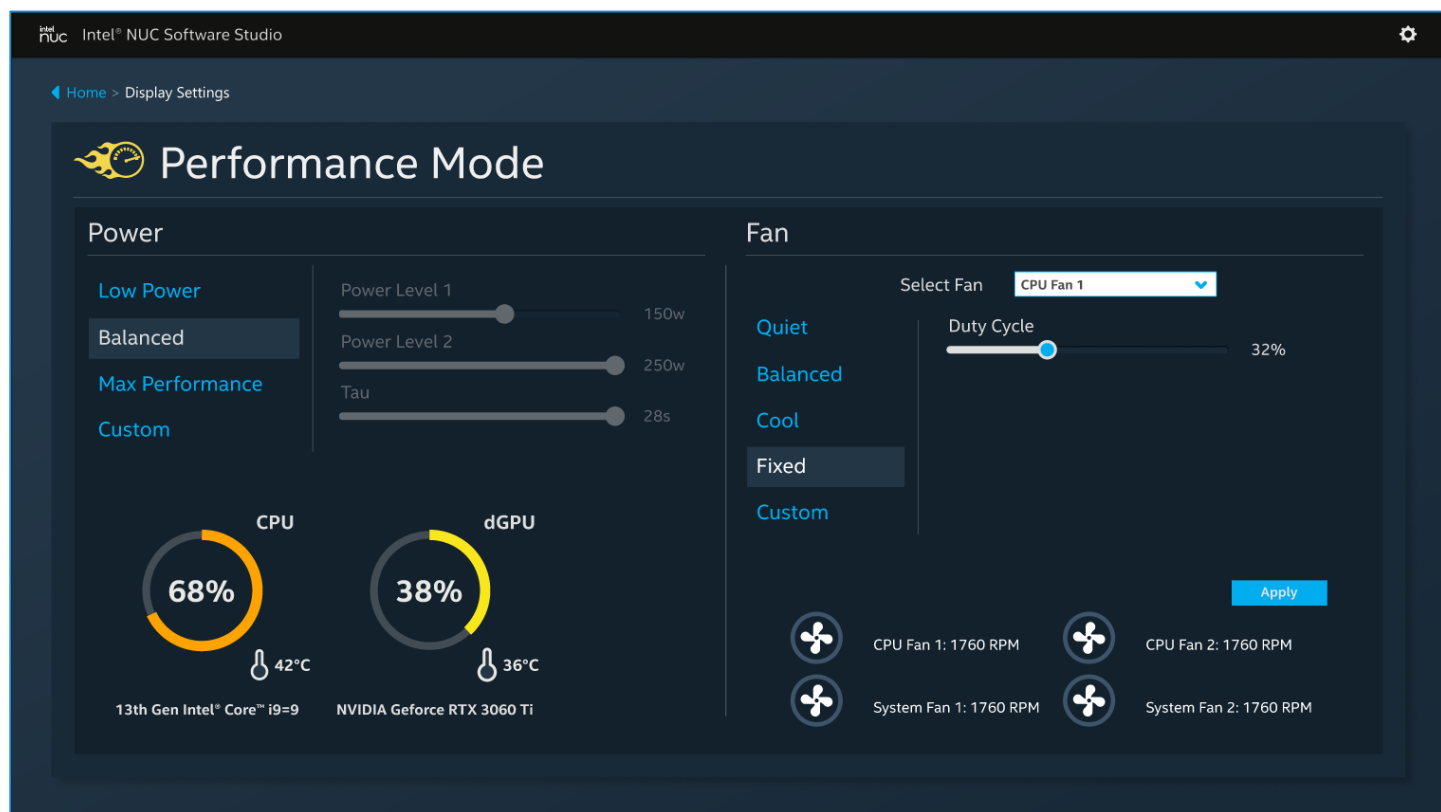 intel
nuc Intel® NUC Software Studio
Home > Display Settings
Performance Mode
Power
Low Power
Balanced
Max Performance
Custom
Power Level 1
150w
Power Level 2
250w
Tau
28s
CPU
68%
42°C
13th Gen Intel® Core™ i9=9
dGPU
38%
36°C
NVIDIA Geforce RTX 3060 Ti
Fan
Select Fan CPU Fan 1
Quiet
Balanced
Cool
Fixed
Custom
Duty Cycle
32%
Apply
CPU Fan 1: 1760 RPM
CPU Fan 2: 1760 RPM
System Fan 1: 1760 RPM
System Fan 2: 1760 RPM